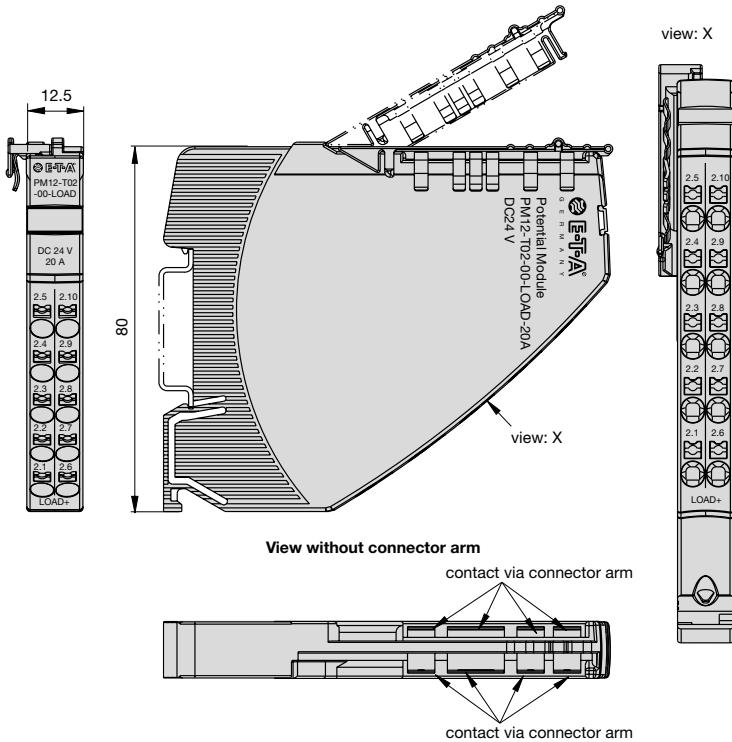 12.5
E-T-A
PM12-T02
-00-LOAD
DC 24 V
20 A
2.5 2.10
2.4 2.9
2.3 2.8
2.2 2.7
2.1 2.6
LOAD+
80
E-T-A®
GERMANY
Potential Module
PM12-T02-00-LOAD-20A
DC24 V
view: X
view: X
2.5 2.10
2.4 2.9
2.3 2.8
2.2 2.7
2.1 2.6
LOAD+
View without connector arm
contact via connector arm
contact via connector arm